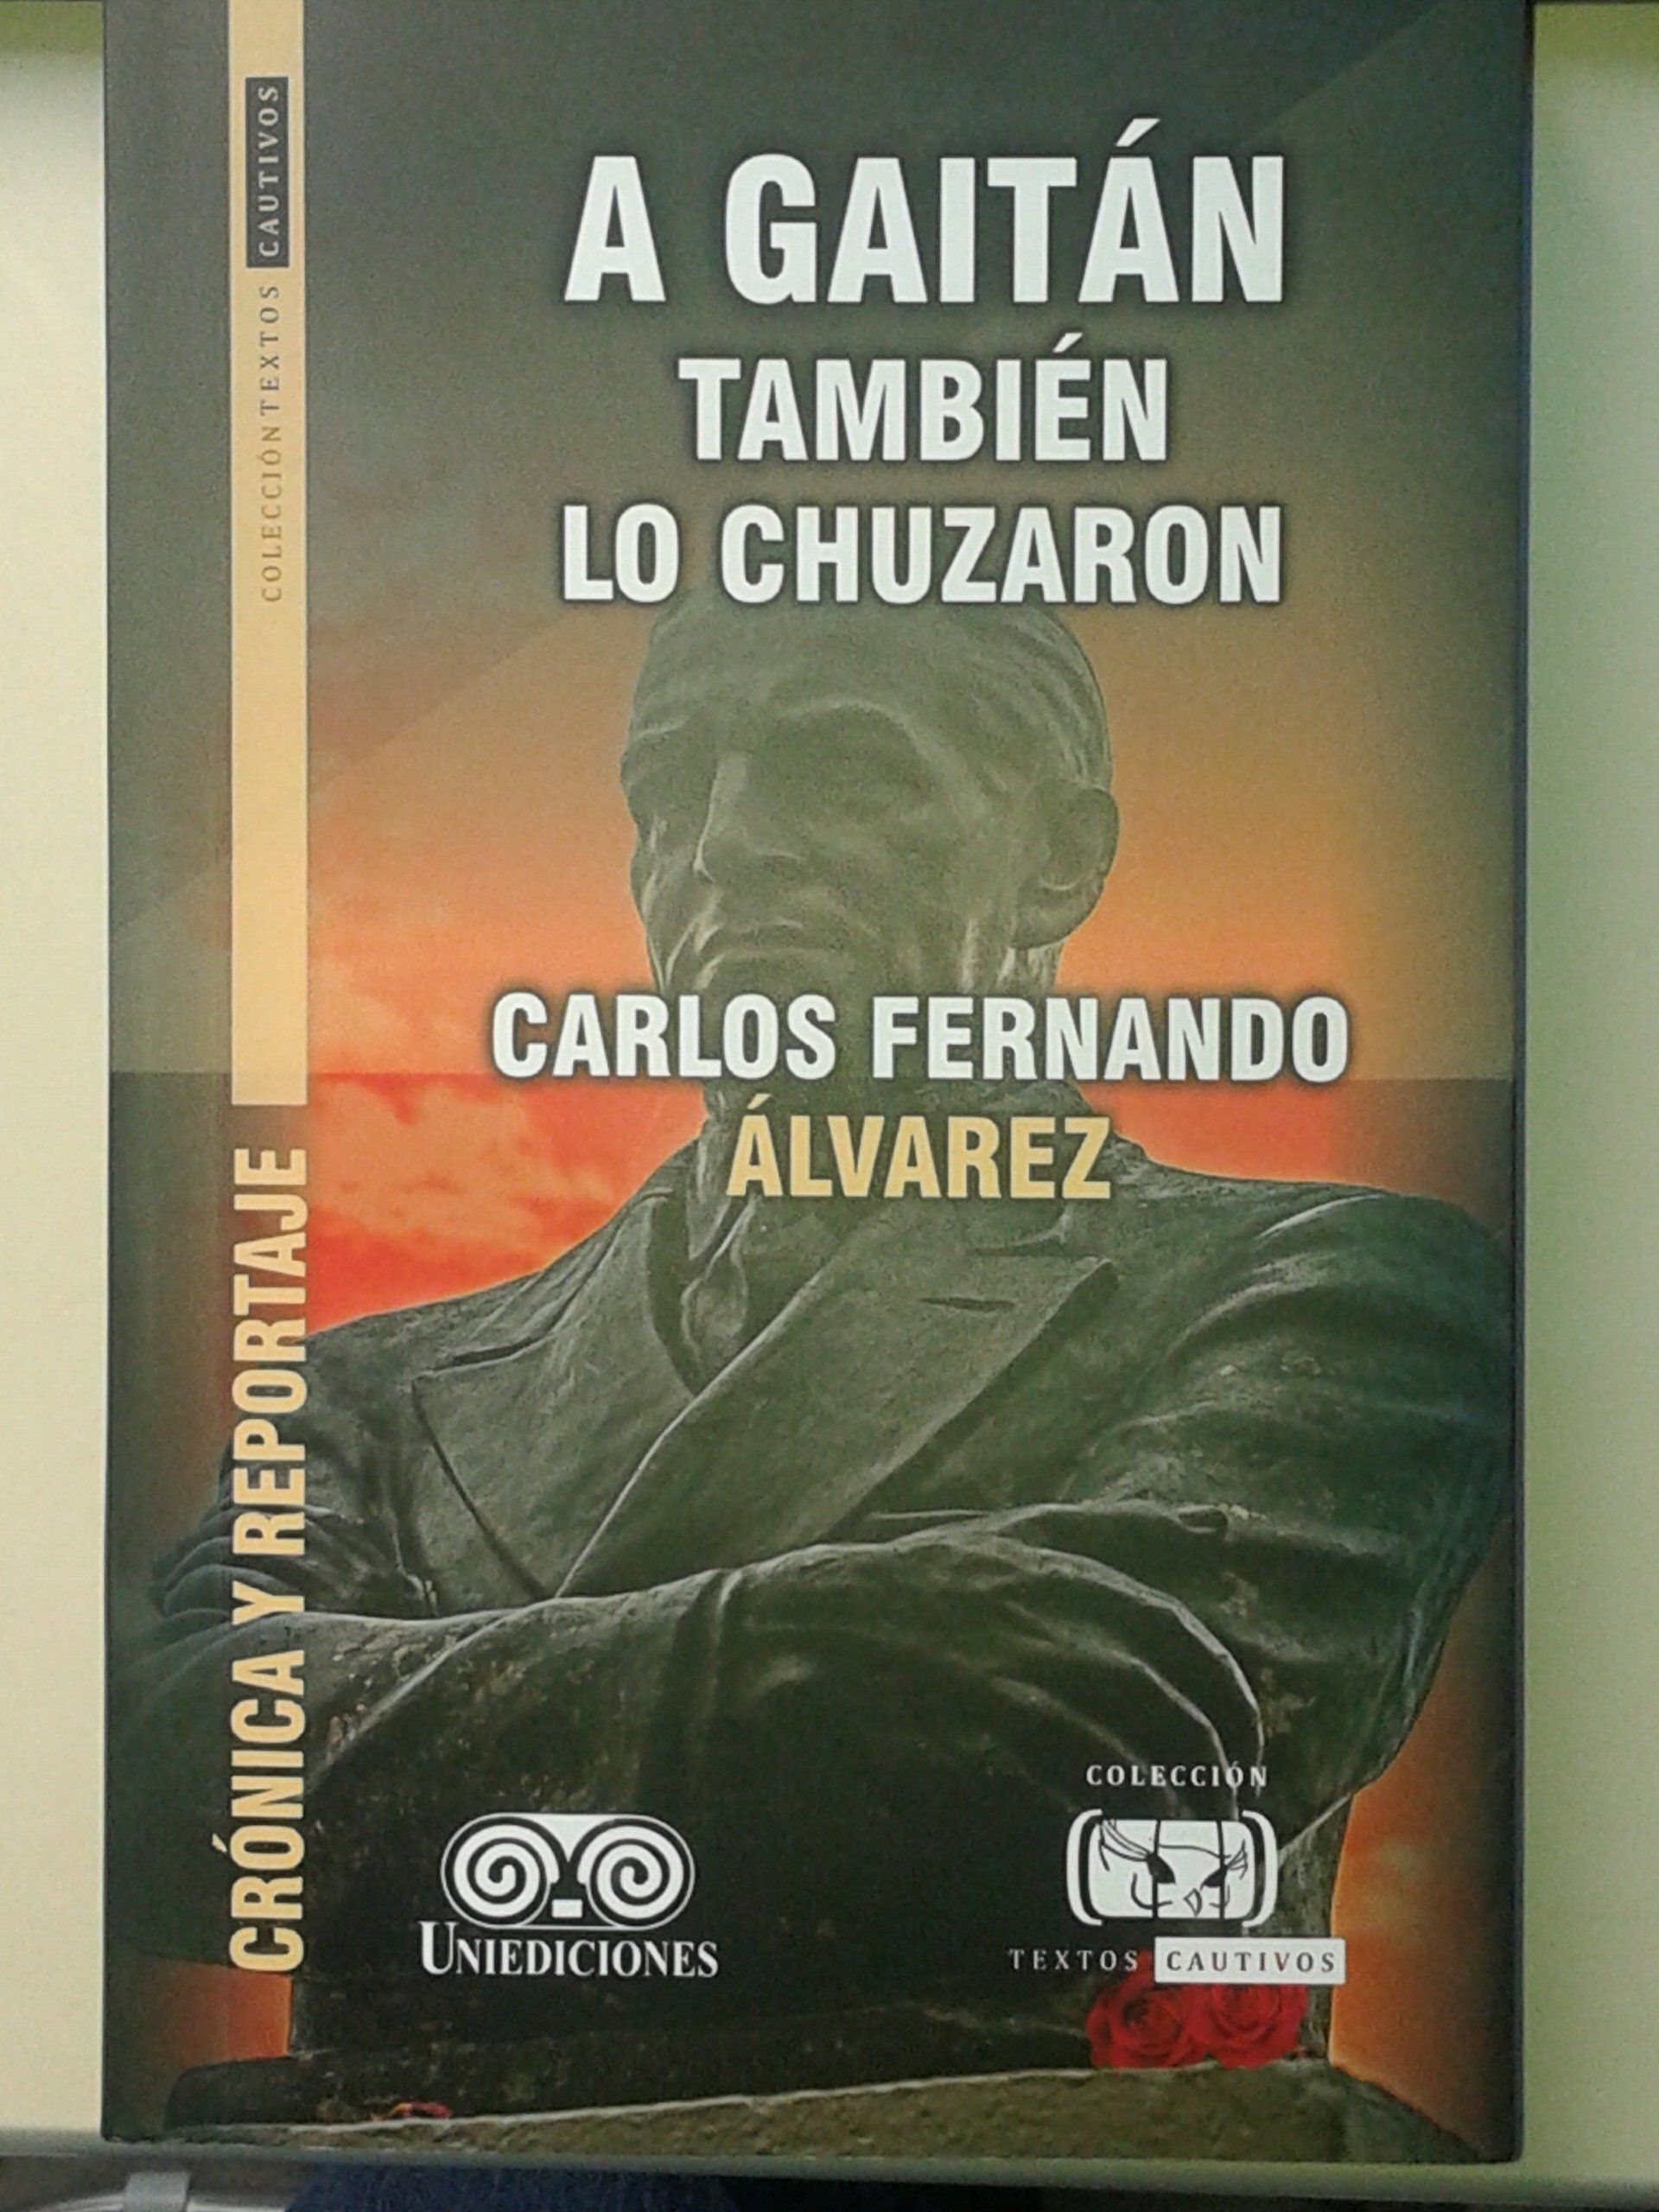 A GAITÁN
TAMBIÉN
LO CHUZARON
CARLOS FERNANDO
ÁLVAREZ
COLECCIÓN TEXTOS CAUTIVOS
CRÓNICA Y REPORTAJE
UNIEDICIONES
COLECCIÓN
TEXTOS CAUTIVOS